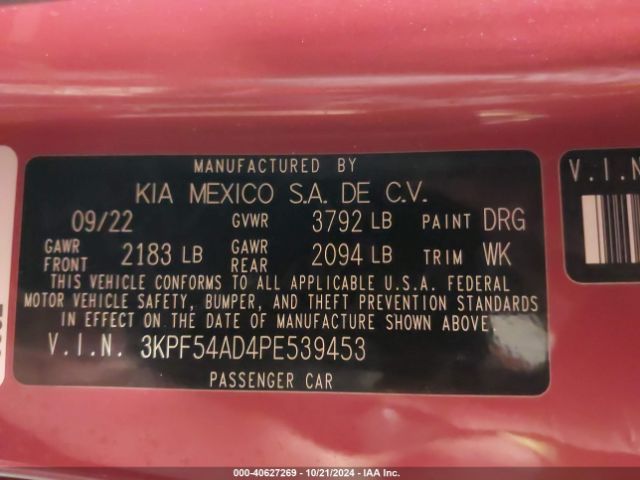 MANUFACTURED BY
KIA MEXICO S.A. DE C.V.
09/22 GVWR 3792 LB PAINT DRG
GAWR FRONT 2183 LB GAWR REAR 2094 LB TRIM WK
THIS VEHICLE CONFORMS TO ALL APPLICABLE U.S.A. FEDERAL
MOTOR VEHICLE SAFETY, BUMPER, AND THEFT PREVENTION STANDARDS
IN EFFECT ON THE DATE OF MANUFACTURE SHOWN ABOVE.
V.I.N. 3KPF54AD4PE539453
PASSENGER CAR
V.I.N
000-40627269 | 10/21/2024 | IAA Inc.